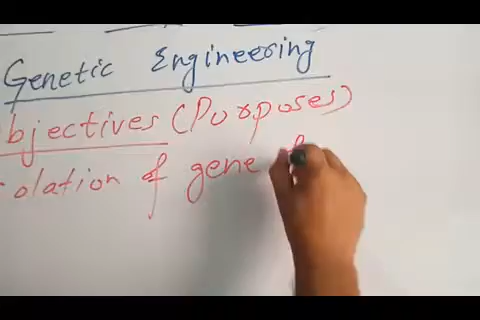 Genetic Engineering
bjectives (Purposes)
olation of gene